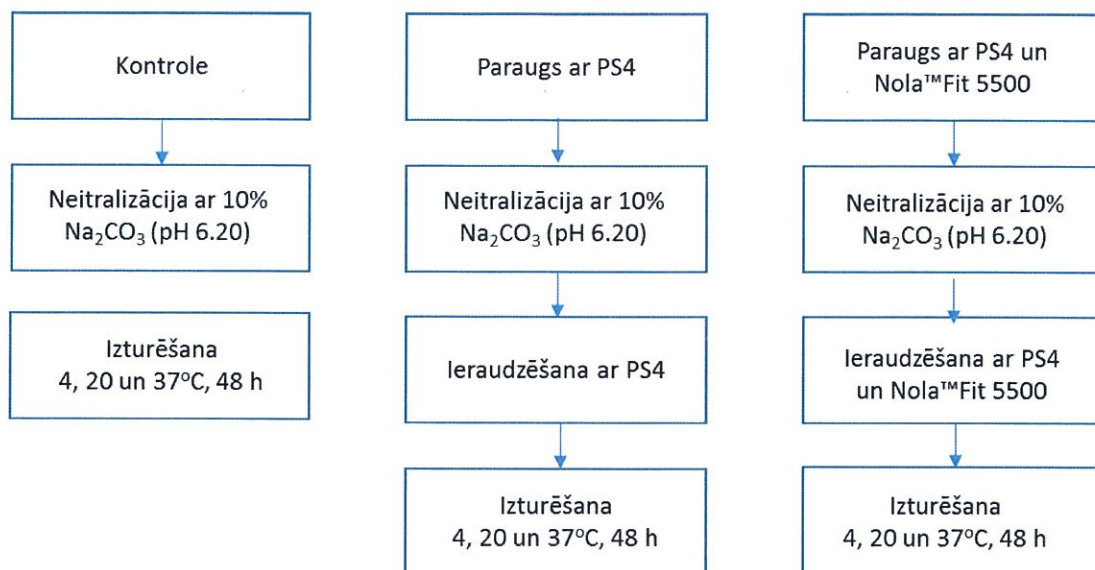 Kontrole
Neitralizācija ar 10%
Na₂CO₃ (pH 6.20)
Izturēšana
4, 20 un 37°C, 48 h
Paraugs ar PS4
Neitralizācija ar 10%
Na₂CO₃ (pH 6.20)
Ieraudzēšana ar PS4
Izturēšana
4, 20 un 37°C, 48 h
Paraugs ar PS4 un
Nola™Fit 5500
Neitralizācija ar 10%
Na₂CO₃ (pH 6.20)
Ieraudzēšana ar PS4
un Nola™Fit 5500
Izturēšana
4, 20 un 37°C, 48 h